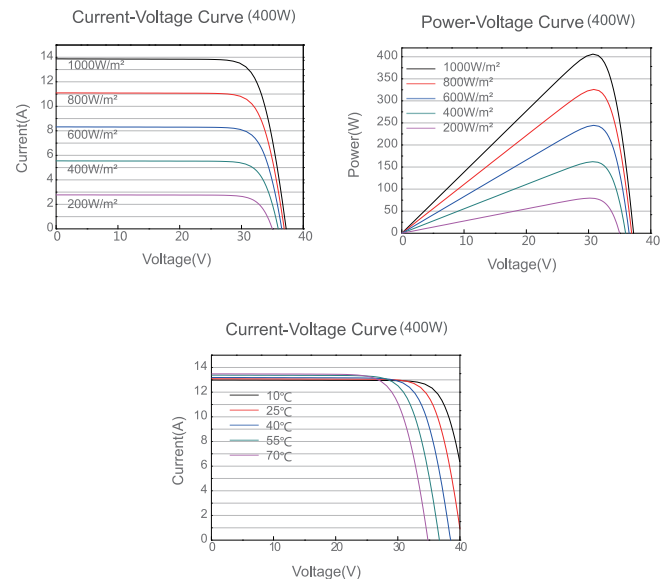 Current-Voltage Curve (400W)
14
12
10
8
6
4
2
0
1000W/m²
800W/m²
600W/m²
400W/m²
200W/m²
0
10
20
30
40
Current(A)
Voltage(V)
Power-Voltage Curve (400W)
400
350
300
250
200
150
100
50
0
1000W/m²
800W/m²
600W/m²
400W/m²
200W/m²
0
10
20
30
40
Power(W)
Voltage(V)
Current-Voltage Curve (400W)
14
12
10
8
6
4
2
0
10℃
25℃
40℃
55℃
70℃
0
10
20
30
40
Current(A)
Voltage(V)